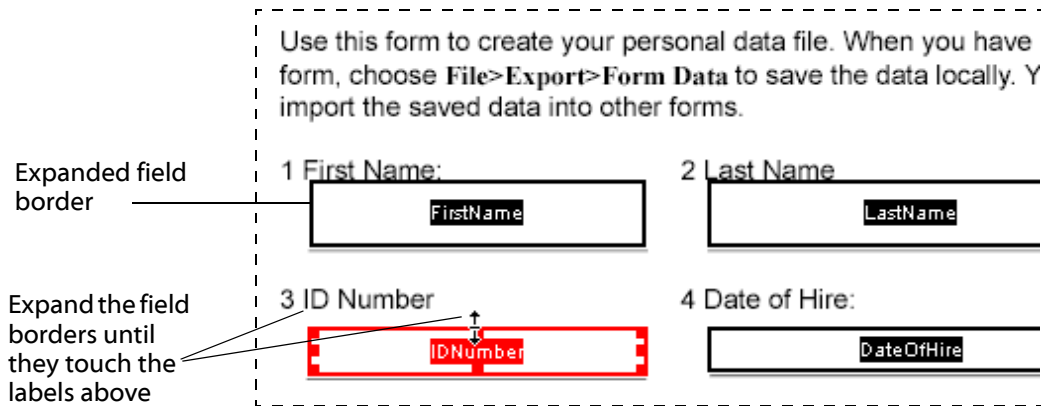 Use this form to create your personal data file. When you have
form, choose File>Export>Form Data to save the data locally. Y
import the saved data into other forms.
Expanded field
border
1 First Name:
2 Last Name
FirstName
LastName
Expand the field
borders until
they touch the
labels above
3 ID Number
4 Date of Hire:
IDNumber
DateOfHire